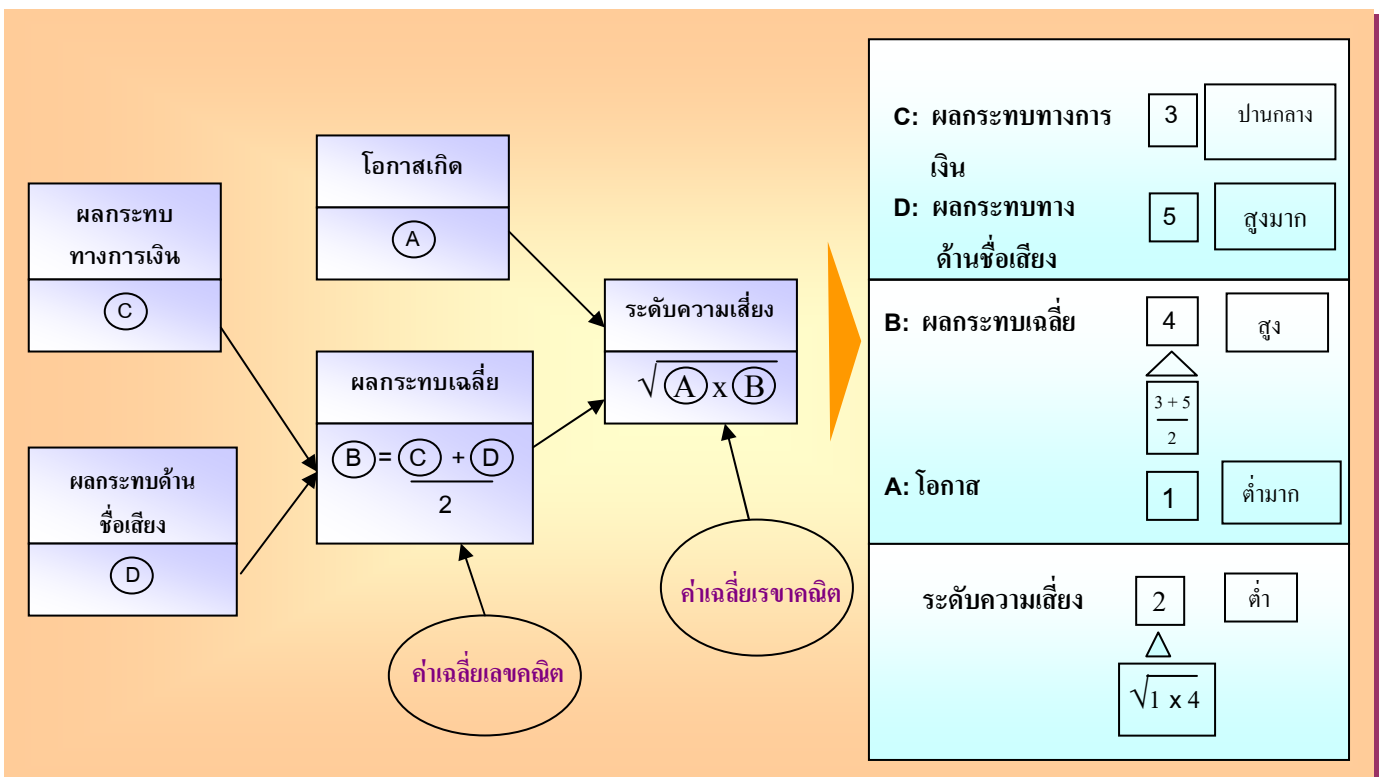 ผลกระทบ
ทางการเงิน
C
ผลกระทบด้าน
ชื่อเสียง
D
โอกาสเกิด
A
ผลกระทบเฉลี่ย
B = C + D
2
ค่าเฉลี่ยเลขคณิต
ระดับความเสี่ยง
√A x B
ค่าเฉลี่ยเรขาคณิต
C: ผลกระทบทางการ 3 ปานกลาง
เงิน
D: ผลกระทบทาง 5 สูงมาก
ด้านชื่อเสียง
B: ผลกระทบเฉลี่ย 4 สูง
3 + 5
2
A: โอกาส 1 ต่ำมาก
ระดับความเสี่ยง 2 ต่ำ
√1 x 4